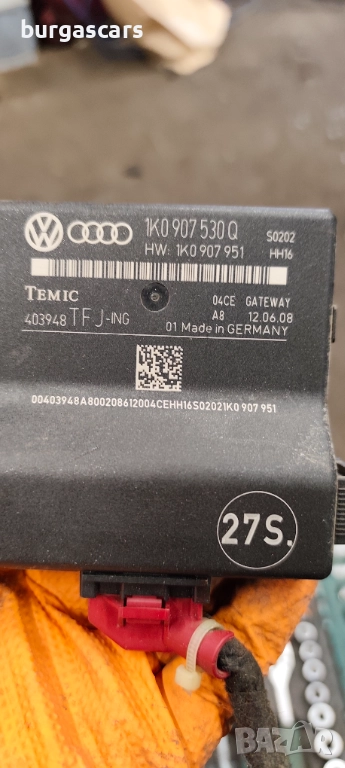 burgascars
1K0 907 530 Q
HW: 1K0 907 951
S0202
HH16
TEMIC
403948 TFJ-ING
04CE GATEWAY
A8 12.06.08
01 Made in GERMANY
00403948A800208612004CEHH16S02021K0 907 951
27S.
BAZAR